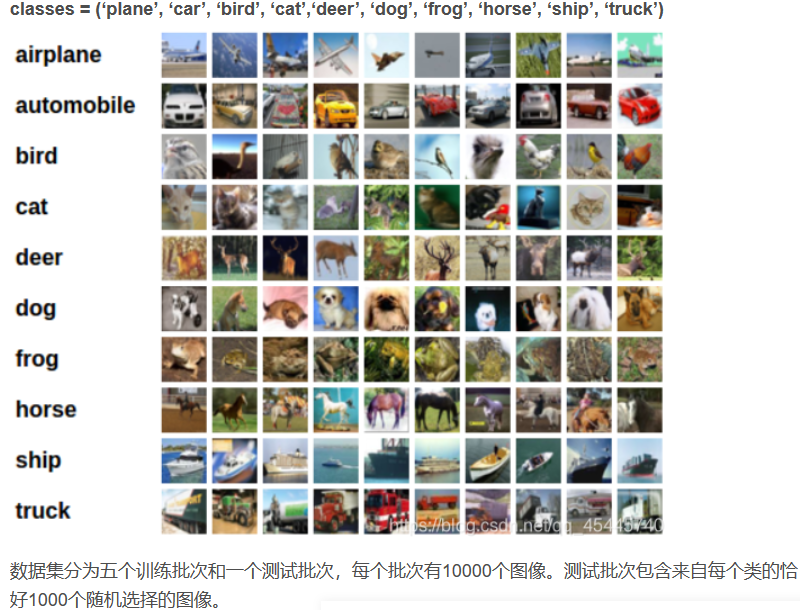 classes = (‘plane’, ‘car’, ‘bird’, ‘cat’,‘deer’, ‘dog’, ‘frog’, ‘horse’, ‘ship’, ‘truck’)
airplane
automobile
bird
cat
deer
dog
frog
horse
ship
truck
https://blog.csdn.net/qq_45445740
数据集分为五个训练批次和一个测试批次，每个批次有10000个图像。测试批次包含来自每个类的恰
好1000个随机选择的图像。